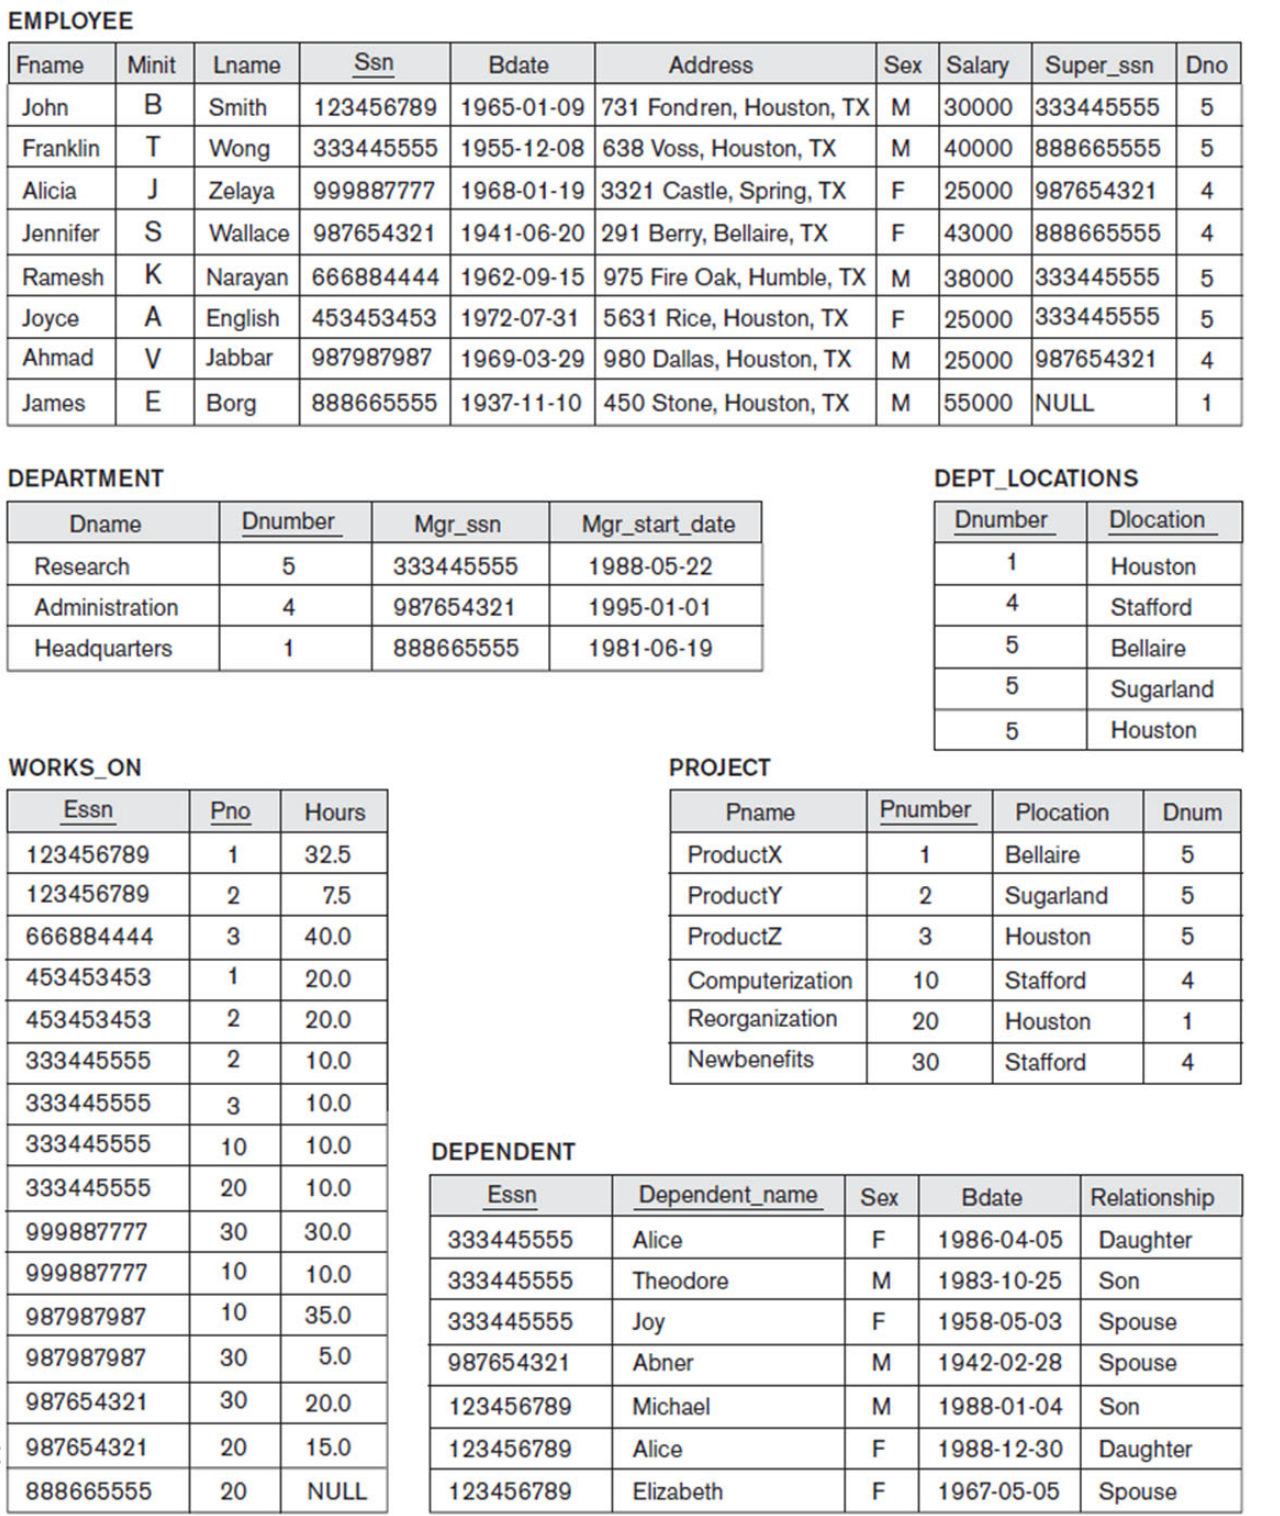 EMPLOYEE
Fname Minit Lname Ssn Bdate Address Sex Salary Super_ssn Dno
John B Smith 123456789 1965-01-09 731 Fondren, Houston, TX M 30000 333445555 5
Franklin T Wong 333445555 1955-12-08 638 Voss, Houston, TX M 40000 888665555 5
Alicia J Zelaya 999887777 1968-01-19 3321 Castle, Spring, TX F 25000 987654321 4
Jennifer S Wallace 987654321 1941-06-20 291 Berry, Bellaire, TX F 43000 888665555 4
Ramesh K Narayan 666884444 1962-09-15 975 Fire Oak, Humble, TX M 38000 333445555 5
Joyce A English 453453453 1972-07-31 5631 Rice, Houston, TX F 25000 333445555 5
Ahmad V Jabbar 987987987 1969-03-29 980 Dallas, Houston, TX M 25000 987654321 4
James E Borg 888665555 1937-11-10 450 Stone, Houston, TX M 55000 NULL 1
DEPARTMENT
Dname Dnumber Mgr_ssn Mgr_start_date
Research 5 333445555 1988-05-22
Administration 4 987654321 1995-01-01
Headquarters 1 888665555 1981-06-19
DEPT_LOCATIONS
Dnumber Dlocation
1 Houston
4 Stafford
5 Bellaire
5 Sugarland
5 Houston
WORKS_ON
Essn Pno Hours
123456789 1 32.5
123456789 2 7.5
666884444 3 40.0
453453453 1 20.0
453453453 2 20.0
333445555 2 10.0
333445555 3 10.0
333445555 10 10.0
333445555 20 10.0
999887777 30 30.0
999887777 10 10.0
987987987 10 35.0
987987987 30 5.0
987654321 30 20.0
987654321 20 15.0
888665555 20 NULL
PROJECT
Pname Pnumber Plocation Dnum
ProductX 1 Bellaire 5
ProductY 2 Sugarland 5
ProductZ 3 Houston 5
Computerization 10 Stafford 4
Reorganization 20 Houston 1
Newbenefits 30 Stafford 4
DEPENDENT
Essn Dependent_name Sex Bdate Relationship
333445555 Alice F 1986-04-05 Daughter
333445555 Theodore M 1983-10-25 Son
333445555 Joy F 1958-05-03 Spouse
987654321 Abner M 1942-02-28 Spouse
123456789 Michael M 1988-01-04 Son
123456789 Alice F 1988-12-30 Daughter
123456789 Elizabeth F 1967-05-05 Spouse